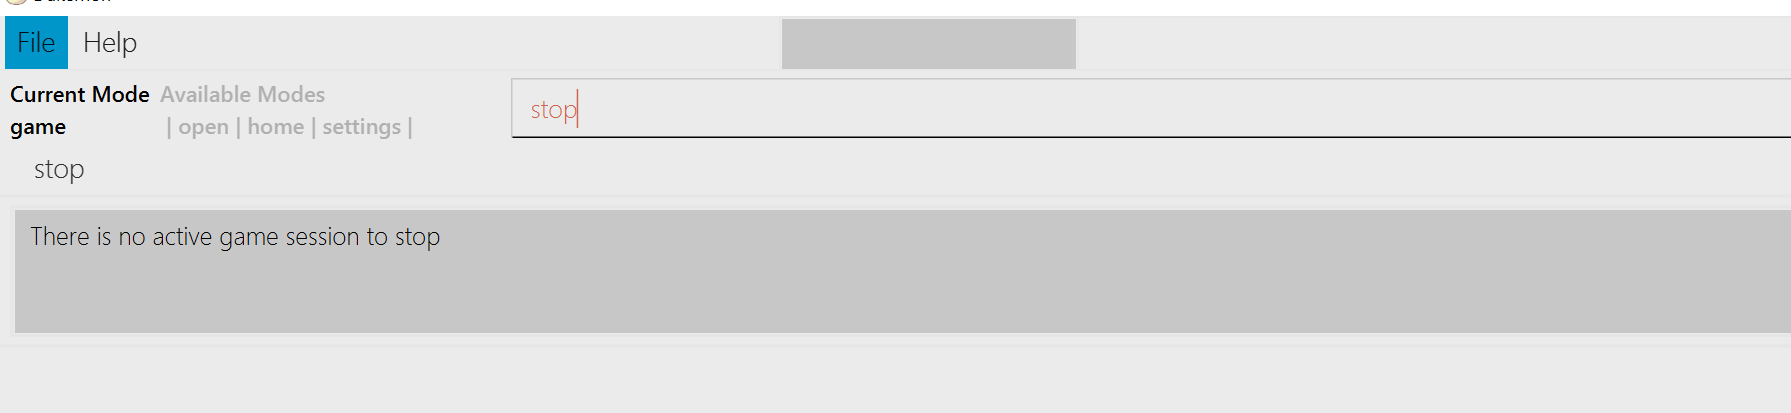 File Help
Current Mode Available Modes
game | open | home | settings |
stop
stop
There is no active game session to stop